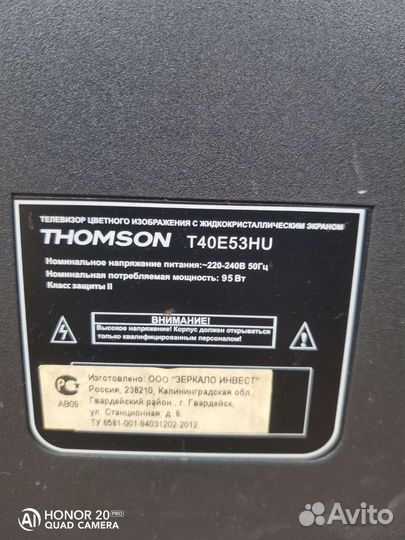 ТЕЛЕВИЗОР ЦВЕТНОГО ИЗОБРАЖЕНИЯ С ЖИДКОКРИСТАЛЛИЧЕСКИМ ЭКРАНОМ
THOMSON T40E53HU
Номинальное напряжение питания:~220-240В 50Гц
Номинальная потребляемая мощность: 95 Вт
Класс защиты II
ВНИМАНИЕ!
Высокое напряжение! Корпус должен открываться
только квалифицированным персоналом!
Изготовлено: ООО "ЗЕРКАЛО ИНВЕСТ"
Россия, 238210, Калининградская обл.,
Гвардейский район., г. Гвардейск,
ул. Станционная, д. 6.
ТУ 6581-001-94031202-2012
РС
АВ09
HONOR 20 PRO
QUAD CAMERA
Avito